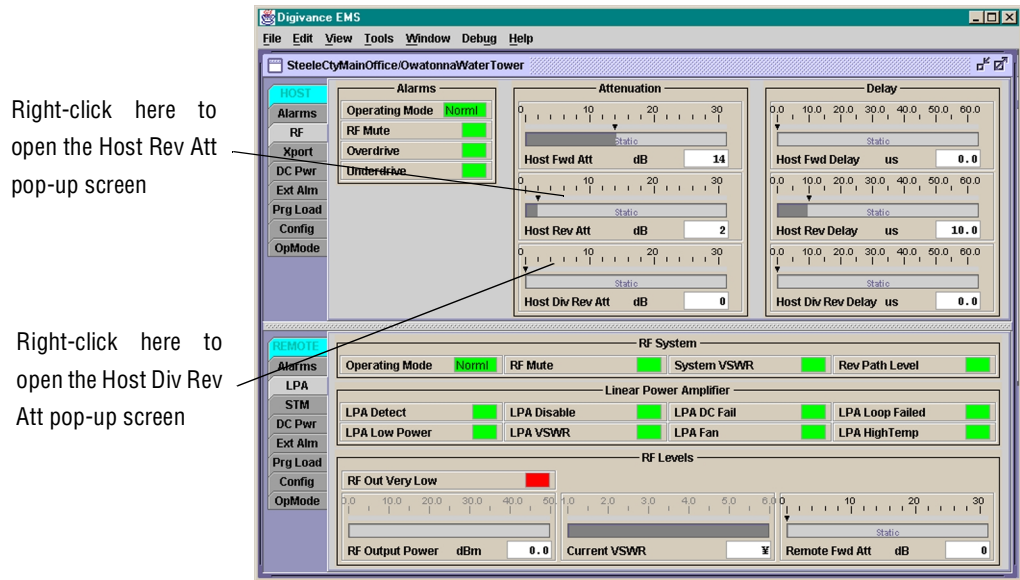 Digivance EMS
File Edit View Tools Window Debug Help
SteeleCtyMainOffice/OwatonnaWaterTower
Right-click here to
open the Host Rev Att
pop-up screen
HOST
Alarms
RF
Xport
DC Pwr
Ext Alm
Prg Load
Config
OpMode
Alarms
Operating Mode Norml
RF Mute
Overdrive
Underdrive
Attenuation
0 10 20 30
Static
Host Fwd Att dB 14
0 10 20 30
Static
Host Rev Att dB 2
0 10 20 30
Static
Host Div Rev Att dB 0
Delay
0.0 10.0 20.0 30.0 40.0 50.0 60.0
Static
Host Fwd Delay us 0.0
0.0 10.0 20.0 30.0 40.0 50.0 60.0
Static
Host Rev Delay us 10.0
0.0 10.0 20.0 30.0 40.0 50.0 60.0
Static
Host Div Rev Delay us 0.0
Right-click here to
open the Host Div Rev
Att pop-up screen
REMOTE
Alarms
LPA
STM
DC Pwr
Ext Alm
Prg Load
Config
OpMode
RF System
Operating Mode Norml RF Mute System VSWR Rev Path Level
Linear Power Amplifier
LPA Detect LPA Disable LPA DC Fail LPA Loop Failed
LPA Low Power LPA VSWR LPA Fan LPA HighTemp
RF Levels
RF Out Very Low
0.0 10.0 20.0 30.0 40.0 50.
RF Output Power dBm 0.0
1.0 2.0 3.0 4.0 5.0 6.0
Current VSWR ¥
0 10 20 30
Static
Remote Fwd Att dB 0